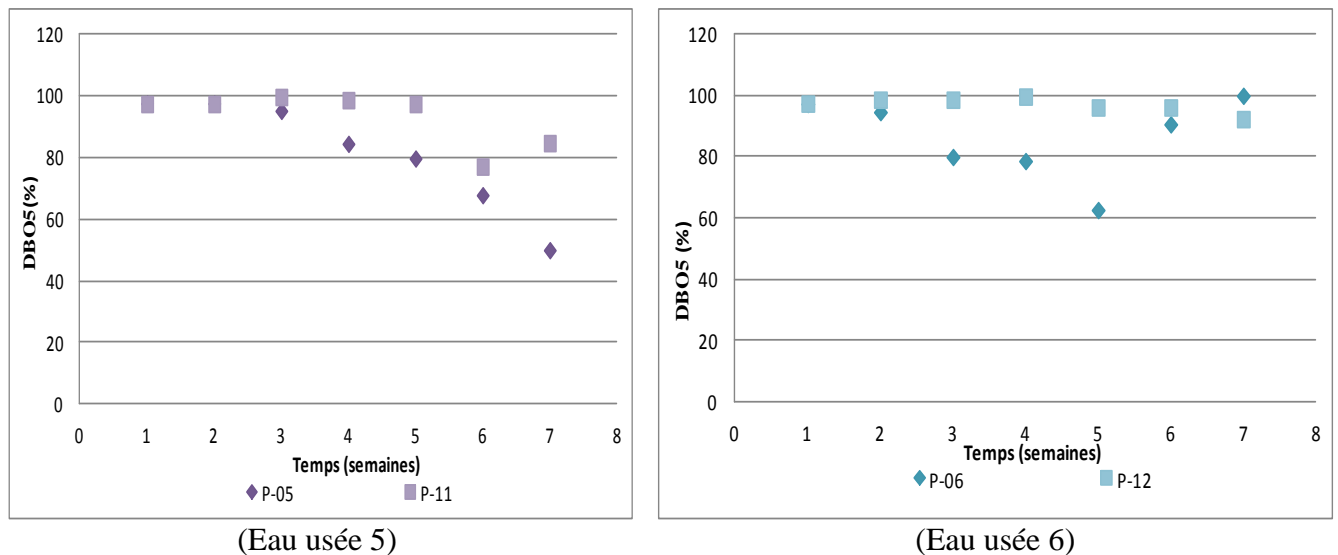 120
100
80
60
40
20
0
DBO5 (%)
0 1 2 3 4 5 6 7 8
Temps (semaines)
P-05 P-11
(Eau usée 5)
120
100
80
60
40
20
0
DBO5 (%)
0 1 2 3 4 5 6 7 8
Temps (semaines)
P-06 P-12
(Eau usée 6)